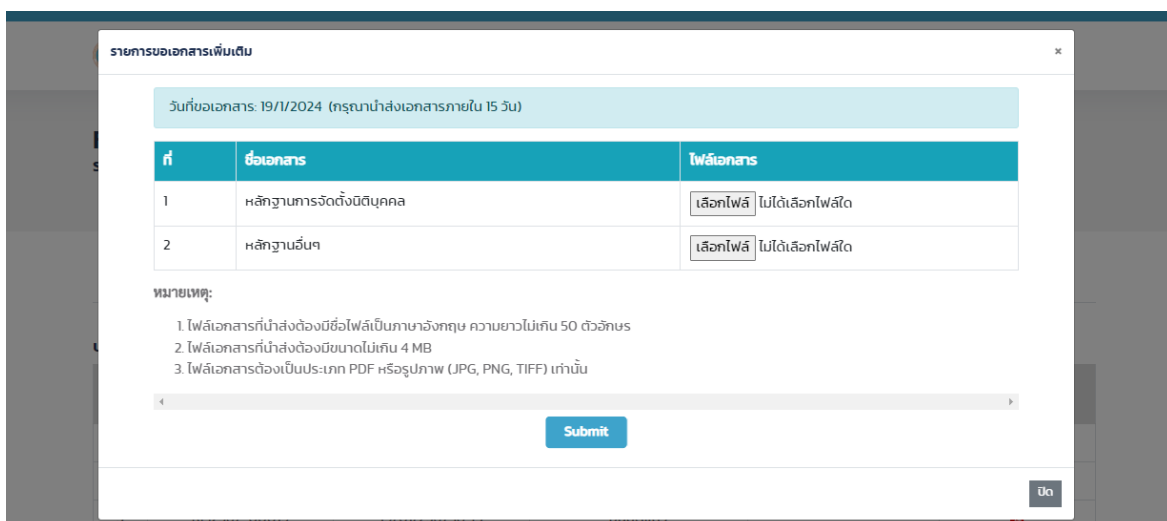 รายการขอเอกสารเพิ่มเติม ×
วันที่ขอเอกสาร: 19/1/2024 (กรุณานำส่งเอกสารภายใน 15 วัน)
ที่ ชื่อเอกสาร ไฟล์เอกสาร
1 หลักฐานการจัดตั้งนิติบุคคล เลือกไฟล์ ไม่ได้เลือกไฟล์ใด
2 หลักฐานอื่นๆ เลือกไฟล์ ไม่ได้เลือกไฟล์ใด
หมายเหตุ:
1. ไฟล์เอกสารที่นำส่งต้องมีชื่อไฟล์เป็นภาษาอังกฤษ ความยาวไม่เกิน 50 ตัวอักษร
2. ไฟล์เอกสารที่นำส่งต้องมีขนาดไม่เกิน 4 MB
3. ไฟล์เอกสารต้องเป็นประเภท PDF หรือรูปภาพ (JPG, PNG, TIFF) เท่านั้น
Submit
ปิด